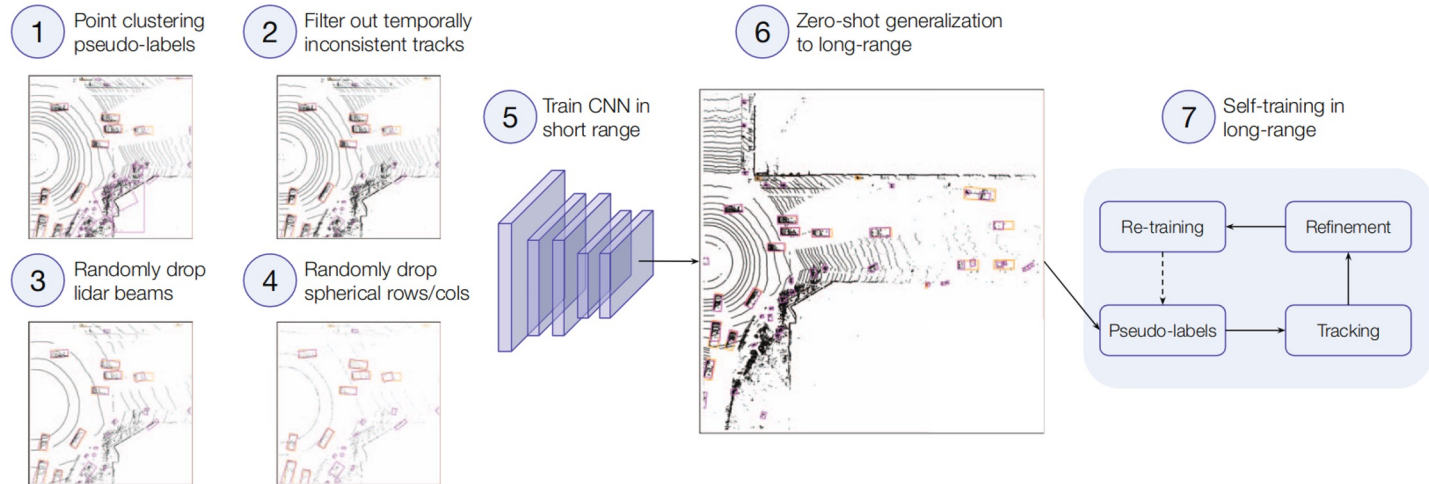 1
Point clustering
pseudo-labels
2
Filter out temporally
inconsistent tracks
3
Randomly drop
lidar beams
4
Randomly drop
spherical rows/cols
5
Train CNN in
short range
6
Zero-shot generalization
to long-range
7
Self-training in
long-range
Re-training
Refinement
Pseudo-labels
Tracking